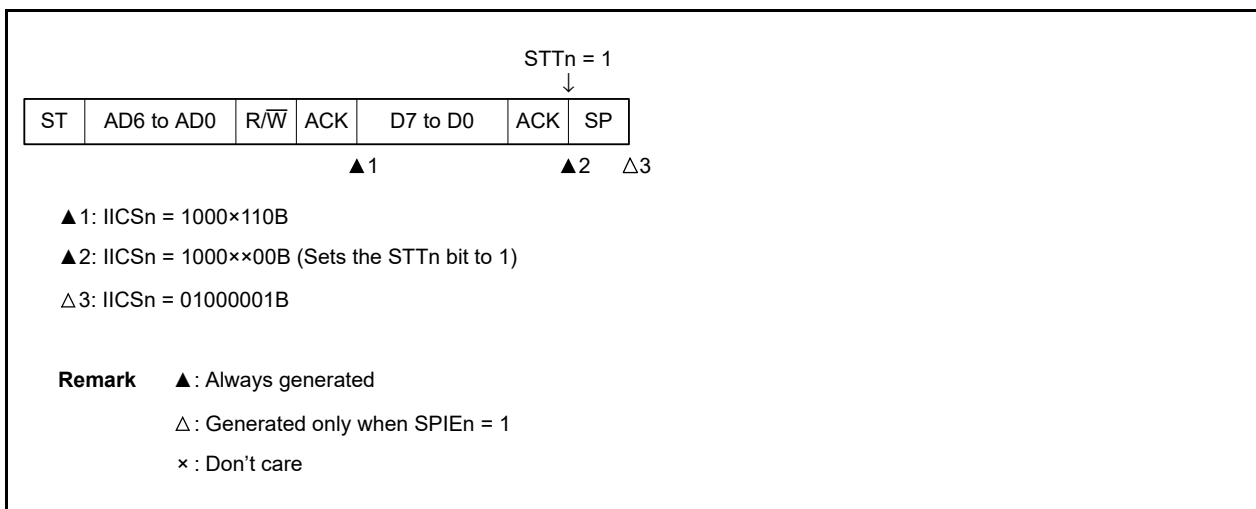 STTn = 1
↓
ST AD6 to AD0 R/W̅ ACK D7 to D0 ACK SP
▲1 ▲2 △3
▲1: IICSn = 1000×110B
▲2: IICSn = 1000××00B (Sets the STTn bit to 1)
△3: IICSn = 01000001B
Remark ▲: Always generated
△: Generated only when SPIEn = 1
×: Don't care